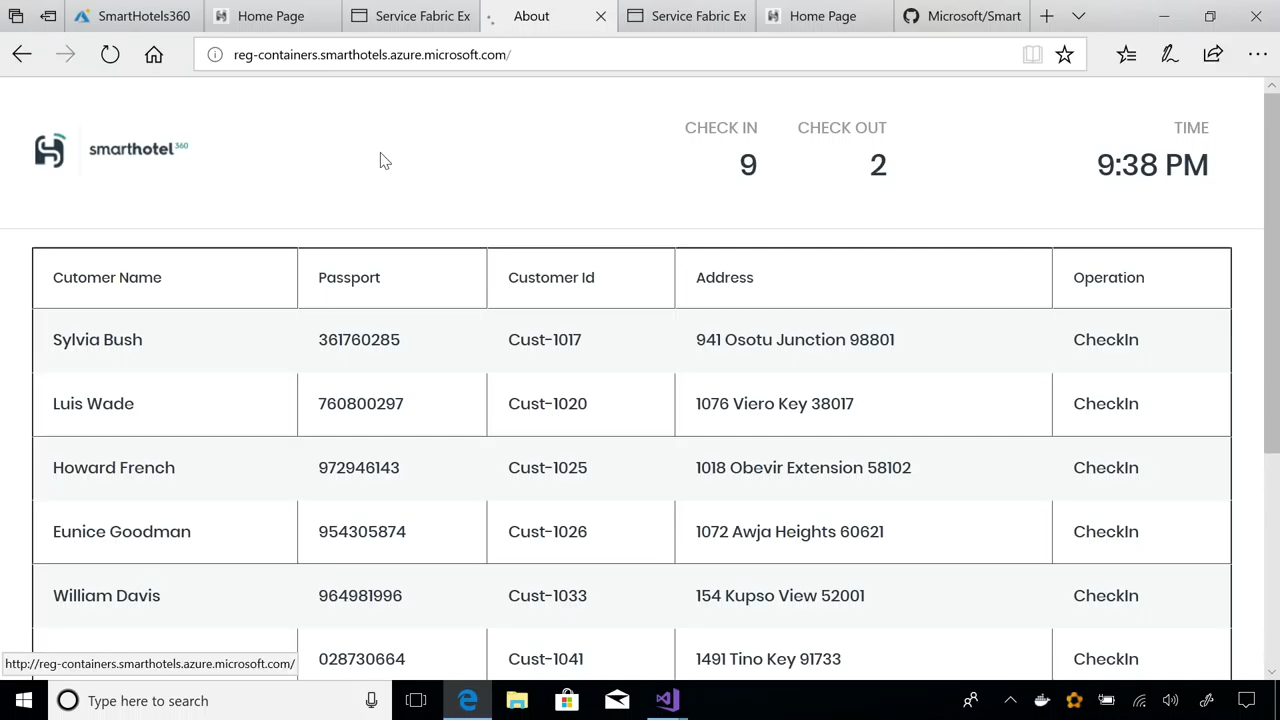 SmartHotels360
Home Page
Service Fabric Ex
About
Service Fabric Ex
Home Page
Microsoft/Smart
reg-containers.smarthotels.azure.microsoft.com/
smarthotel360
CHECK IN
9
CHECK OUT
2
TIME
9:38 PM
Cutomer Name Passport Customer Id Address Operation
Sylvia Bush 361760285 Cust-1017 941 Osotu Junction 98801 CheckIn
Luis Wade 760800297 Cust-1020 1076 Viero Key 38017 CheckIn
Howard French 972946143 Cust-1025 1018 Obevir Extension 58102 CheckIn
Eunice Goodman 954305874 Cust-1026 1072 Awja Heights 60621 CheckIn
William Davis 964981996 Cust-1033 154 Kupso View 52001 CheckIn
028730664 Cust-1041 1491 Tino Key 91733 CheckIn
http://reg-containers.smarthotels.azure.microsoft.com/
Type here to search